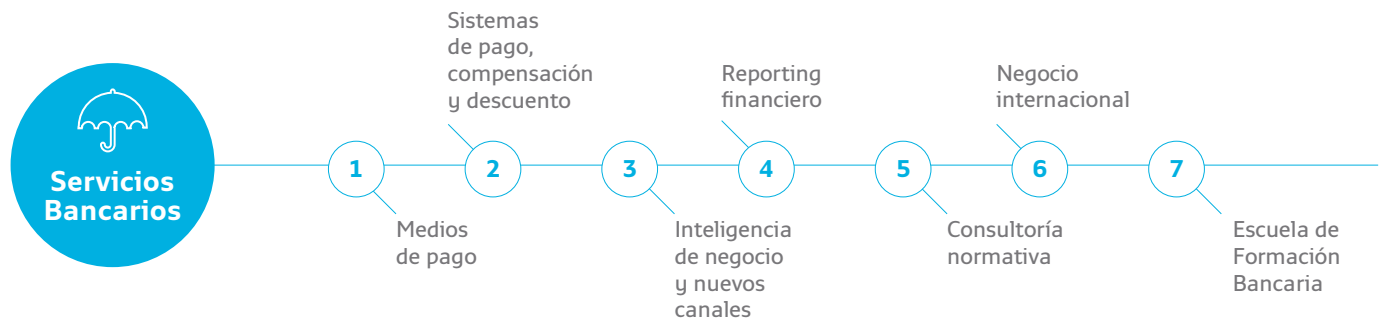 Servicios
Bancarios
1
Medios
de pago
2
Sistemas
de pago,
compensación
y descuento
3
Inteligencia
de negocio
y nuevos
canales
4
Reporting
financiero
5
Consultoría
normativa
6
Negocio
internacional
7
Escuela de
Formación
Bancaria